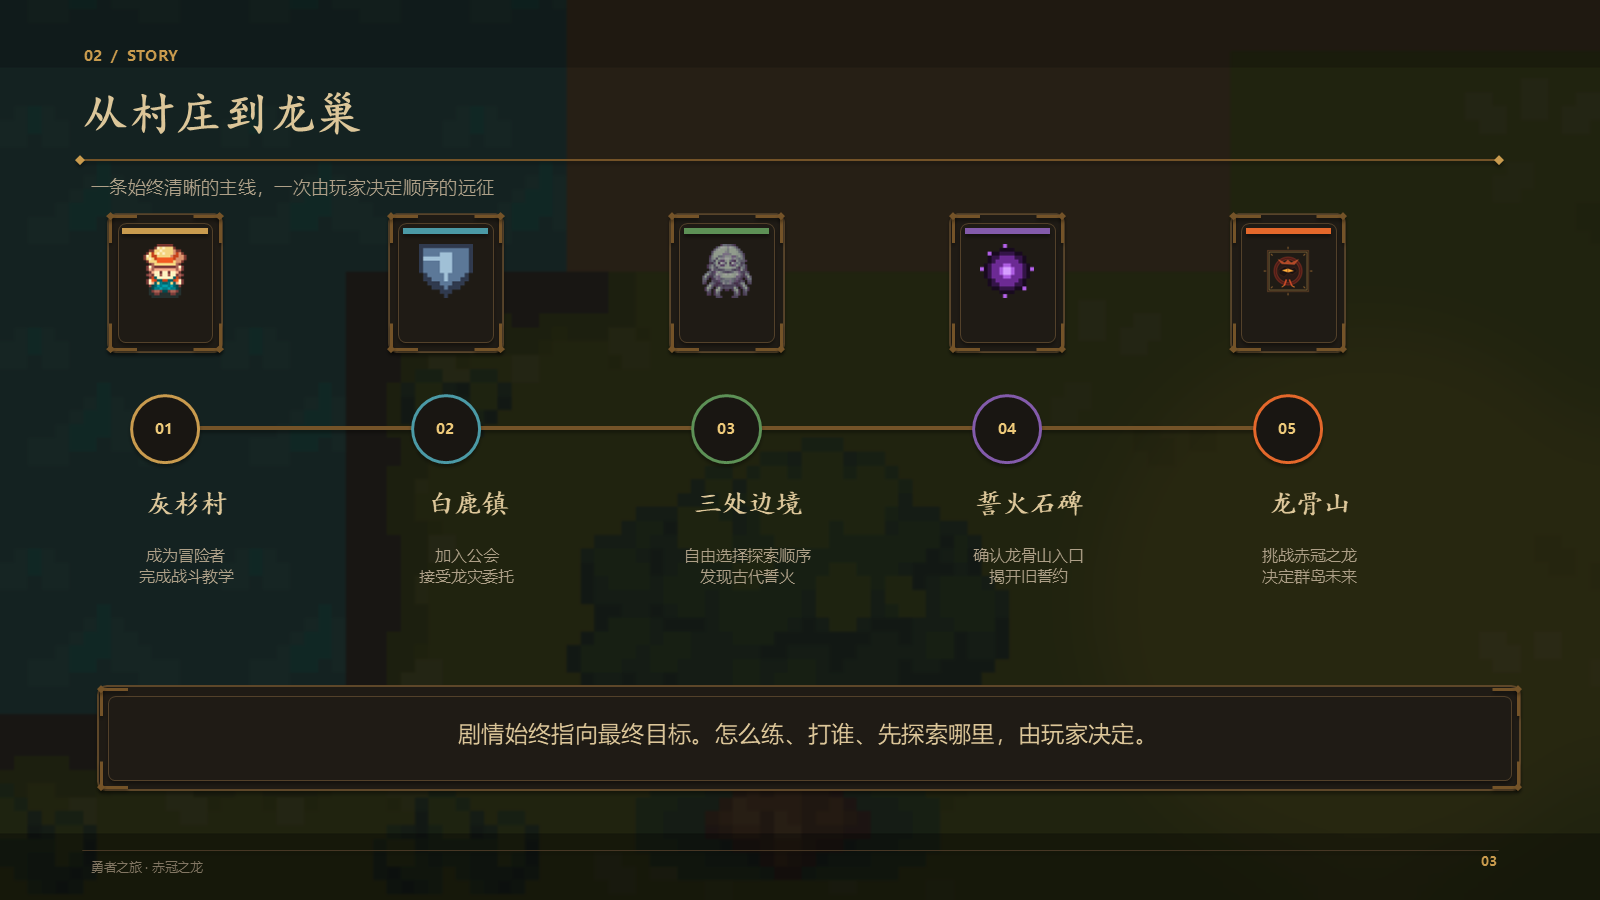 02 / STORY
从村庄到龙巢
一条始终清晰的主线，一次由玩家决定顺序的远征
01
02
03
04
05
灰杉村
白鹿镇
三处边境
誓火石碑
龙骨山
成为冒险者
完成战斗教学
加入公会
接受龙灾委托
自由选择探索顺序
发现古代誓火
确认龙骨山入口
揭开旧誓约
挑战赤冠之龙
决定群岛未来
剧情始终指向最终目标。怎么练、打谁、先探索哪里，由玩家决定。
勇者之旅 · 赤冠之龙
03